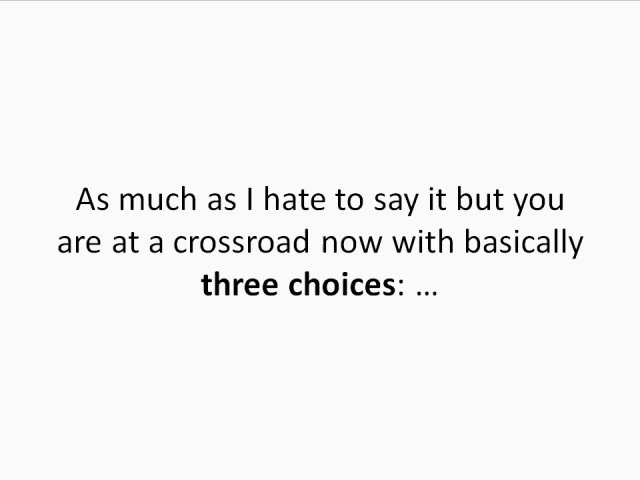 As much as I hate to say it but you
are at a crossroad now with basically
three choices: ...